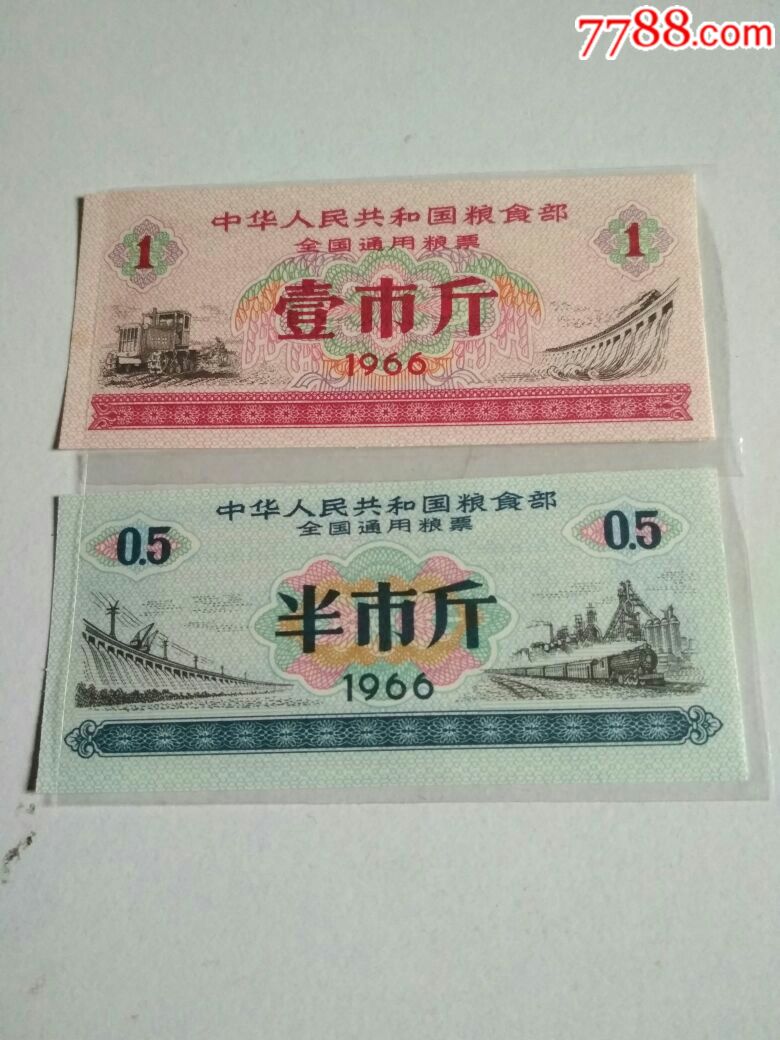 7788.com
中华人民共和国粮食部
全国通用粮票
1
1
壹市斤
1966
中华人民共和国粮食部
全国通用粮票
0.5
0.5
半市斤
1966